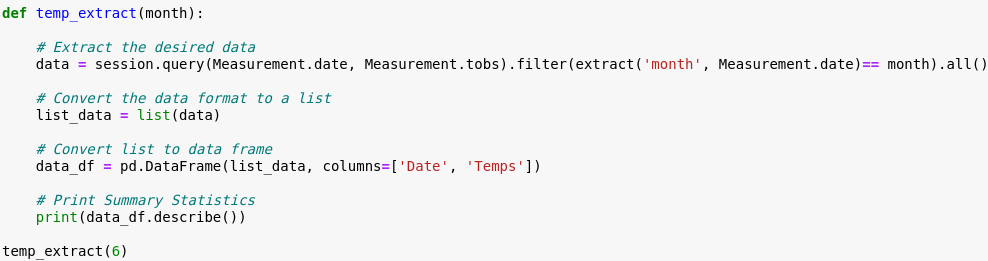 def temp_extract(month):
    # Extract the desired data
    data = session.query(Measurement.date, Measurement.tobs).filter(extract('month', Measurement.date)== month).all()
    # Convert the data format to a list
    list_data = list(data)
    # Convert list to data frame
    data_df = pd.DataFrame(list_data, columns=['Date', 'Temps'])
    # Print Summary Statistics
    print(data_df.describe())
temp_extract(6)